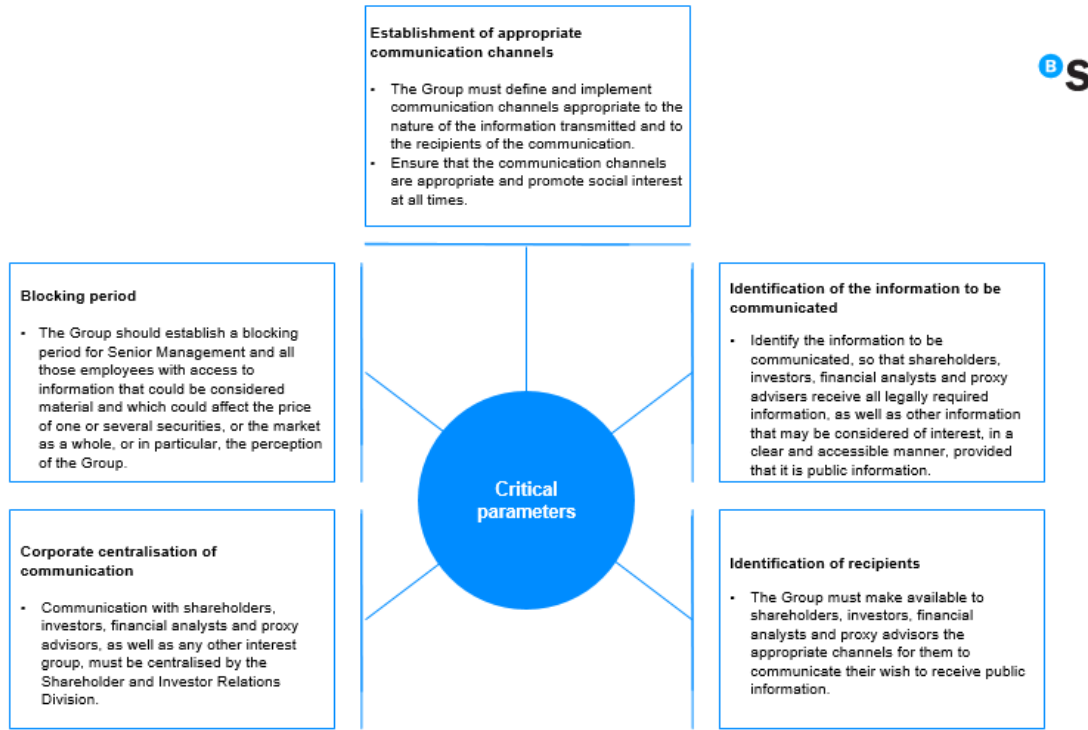 Establishment of appropriate
communication channels
• The Group must define and implement
communication channels appropriate to the
nature of the information transmitted and to
the recipients of the communication.
• Ensure that the communication channels
are appropriate and promote social interest
at all times.
B S
Blocking period
• The Group should establish a blocking
period for Senior Management and all
those employees with access to
information that could be considered
material and which could affect the price
of one or several securities, or the market
as a whole, or in particular, the perception
of the Group.
Identification of the information to be
communicated
• Identify the information to be
communicated, so that shareholders,
investors, financial analysts and proxy
advisers receive all legally required
information, as well as other information
that may be considered of interest, in a
clear and accessible manner, provided
that it is public information.
Critical
parameters
Corporate centralisation of
communication
• Communication with shareholders,
investors, financial analysts and proxy
advisors, as well as any other interest
group, must be centralised by the
Shareholder and Investor Relations
Division.
Identification of recipients
• The Group must make available to
shareholders, investors, financial
analysts and proxy advisors the
appropriate channels for them to
communicate their wish to receive public
information.